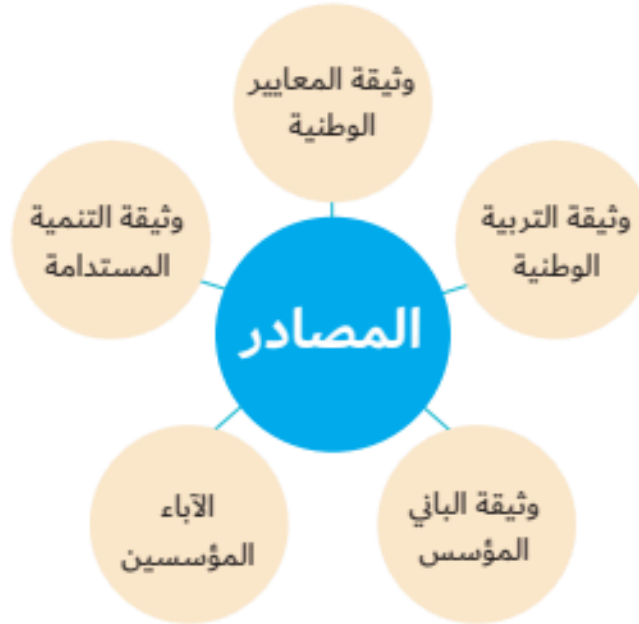 وثيقة المعايير
الوطنية
وثيقة التربية
الوطنية
وثيقة التنمية
المستدامة
المصادر
وثيقة الباني
المؤسس
الآباء
المؤسسين